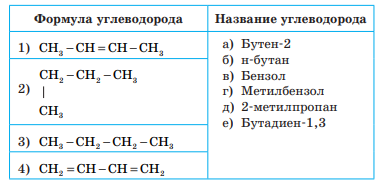 Формула углеводорода
Название углеводорода
1) CH₃–CH=CH–CH₃
2) CH₂–CH₂–CH₃
|
CH₃
3) CH₃–CH₂–CH₂–CH₃
4) CH₂=CH–CH=CH₂
а) Бутен-2
б) н-бутан
в) Бензол
г) Метилбензол
д) 2-метилпропан
е) Бутадиен-1,3